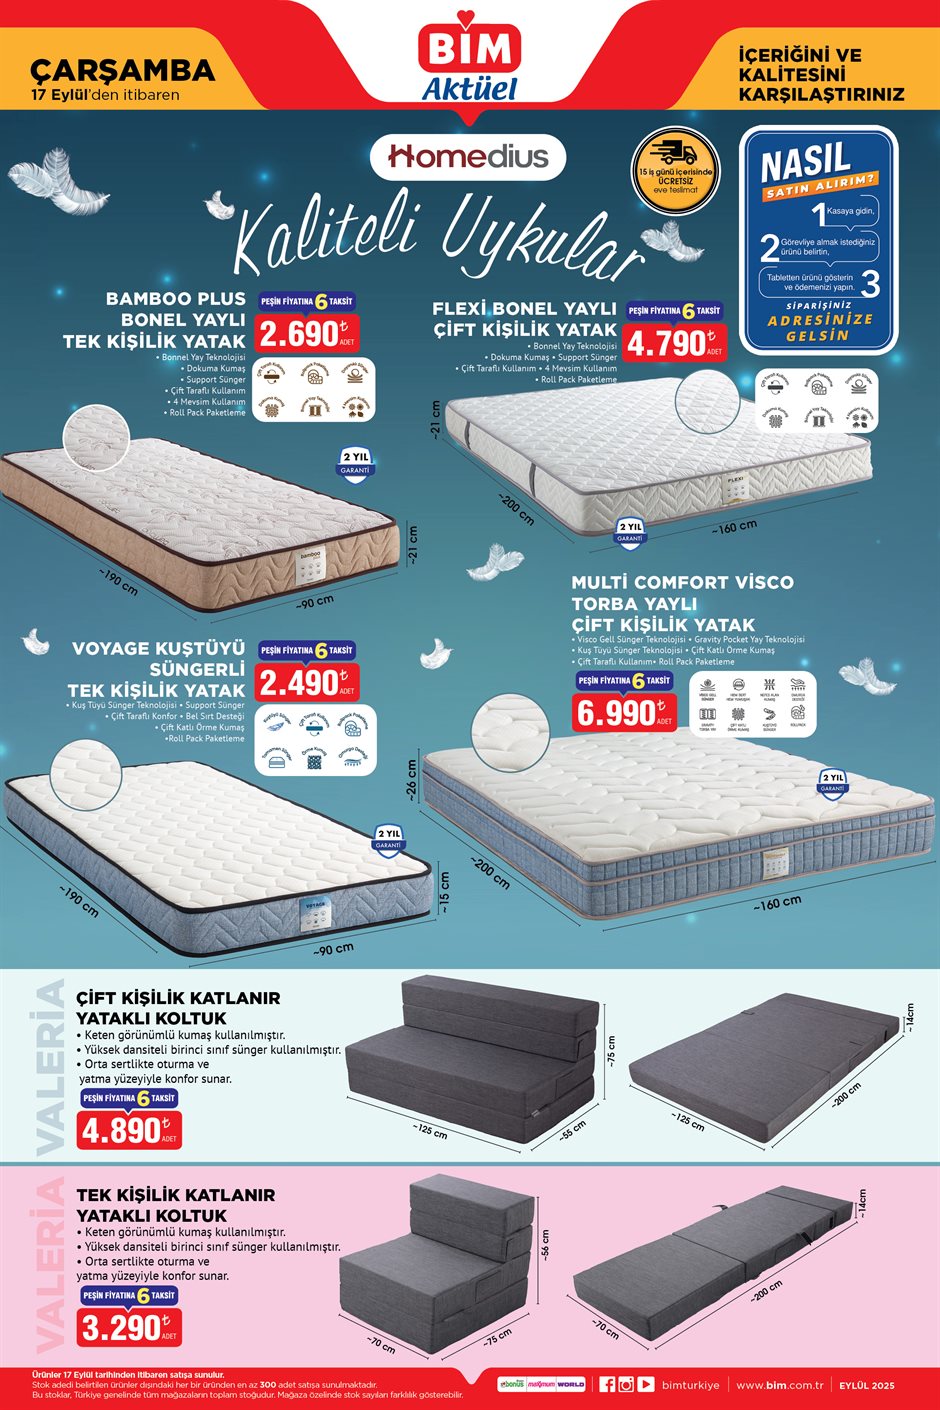 ÇARŞAMBA
17 Eylül'den itibaren
BİM
Aktüel
İÇERİĞİNİ VE
KALİTESİNİ
KARŞILAŞTIRINIZ
Homedius
Kaliteli Uykular
15 iş günü içerisinde
ÜCRETSİZ
eve teslimat
NASIL
SATIN ALIRIM?
1 Kasaya gidin,
2 Görevliye almak istediğiniz
ürünü belirtin,
Tabletten ürünü gösterin
ve ödemenizi yapın. 3
SİPARİŞİNİZ
ADRESİNİZE
GELSİN
BAMBOO PLUS
BONEL YAYLI
TEK KİŞİLİK YATAK
• Bonnel Yay Teknolojisi
• Dokuma Kumaş
• Support Sünger
• Çift Taraflı Kullanım
• 4 Mevsim Kullanım
• Roll Pack Paketleme
PEŞİN FİYATINA 6 TAKSİT
2.690₺
ADET
2 YIL
GARANTİ
bamboo
~190 cm
~90 cm
~21 cm
FLEXİ BONEL YAYLI
ÇİFT KİŞİLİK YATAK
• Bonnel Yay Teknolojisi
• Dokuma Kumaş • Support Sünger
• Çift Taraflı Kullanım • 4 Mevsim Kullanım
• Roll Pack Paketleme
PEŞİN FİYATINA 6 TAKSİT
4.790₺
ADET
~21 cm
~200 cm
~160 cm
FLEXI
2 YIL
GARANTİ
VOYAGE KUŞTÜYÜ
SÜNGERLİ
TEK KİŞİLİK YATAK
• Kuş Tüyü Sünger Teknolojisi • Support Sünger
• Çift Taraflı Konfor • Bel Sırt Desteği
• Çift Katlı Örme Kumaş
•Roll Pack Paketleme
PEŞİN FİYATINA 6 TAKSİT
2.490₺
ADET
2 YIL
GARANTİ
VOYAGE
~190 cm
~90 cm
~15 cm
MULTİ COMFORT VİSCO
TORBA YAYLI
ÇİFT KİŞİLİK YATAK
• Visco Gell Sünger Teknolojisi • Gravity Pocket Yay Teknolojisi
• Kuş Tüyü Sünger Teknolojisi • Çift Katlı Örme Kumaş
• Çift Taraflı Kullanım• Roll Pack Paketleme
PEŞİN FİYATINA 6 TAKSİT
6.990₺
ADET
2 YIL
GARANTİ
~26 cm
~200 cm
~160 cm
VALERIA
ÇİFT KİŞİLİK KATLANIR
YATAKLI KOLTUK
• Keten görünümlü kumaş kullanılmıştır.
• Yüksek dansiteli birinci sınıf sünger kullanılmıştır.
• Orta sertlikte oturma ve
yatma yüzeyiyle konfor sunar.
PEŞİN FİYATINA 6 TAKSİT
4.890₺
ADET
~125 cm
~55 cm
~75 cm
~125 cm
~200 cm
~14cm
VALERIA
TEK KİŞİLİK KATLANIR
YATAKLI KOLTUK
• Keten görünümlü kumaş kullanılmıştır.
• Yüksek dansiteli birinci sınıf sünger kullanılmıştır.
• Orta sertlikte oturma ve
yatma yüzeyiyle konfor sunar.
PEŞİN FİYATINA 6 TAKSİT
3.290₺
ADET
~70 cm
~75 cm
~56 cm
~70 cm
~200 cm
~14cm
Ürünler 17 Eylül tarihinden itibaren satışa sunulur.
Stok adedi belirtilen ürünler dışındaki her bir üründen en az 300 adet satışa sunulmaktadır.
Bu stoklar, Türkiye genelinde tüm mağazaların toplam stoğudur. Mağaza özelinde stok sayıları farklılık gösterebilir.
bonus maximum WORLD
bimturkiye
www.bim.com.tr
EYLÜL 2025